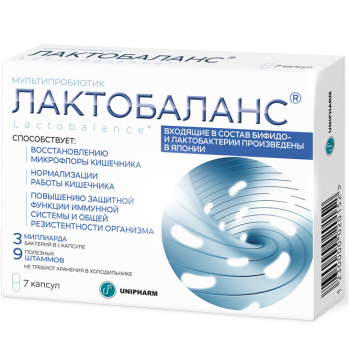 7 капсул
МУЛЬТИПРОБИОТИК
ЛАКТОБАЛАНС®
Lactobalance®
СПОСОБСТВУЕТ:
ВОССТАНОВЛЕНИЮ
МИКРОФЛОРЫ КИШЕЧНИКА
НОРМАЛИЗАЦИИ
РАБОТЫ КИШЕЧНИКА
ПОВЫШЕНИЮ ЗАЩИТНОЙ
ФУНКЦИИ ИММУННОЙ
СИСТЕМЫ И ОБЩЕЙ
РЕЗИСТЕНТНОСТИ ОРГАНИЗМА
ВХОДЯЩИЕ В СОСТАВ БИФИДО-
И ЛАКТОБАКТЕРИИ ПРОИЗВЕДЕНЫ
В ЯПОНИИ
3 МИЛЛИАРДА
БАКТЕРИЙ В 1 КАПСУЛЕ
9 ПОЛЕЗНЫХ
ШТАММОВ
НЕ ТРЕБУЮТ ХРАНЕНИЯ В ХОЛОДИЛЬНИКЕ
7 капсул
UNIPHARM